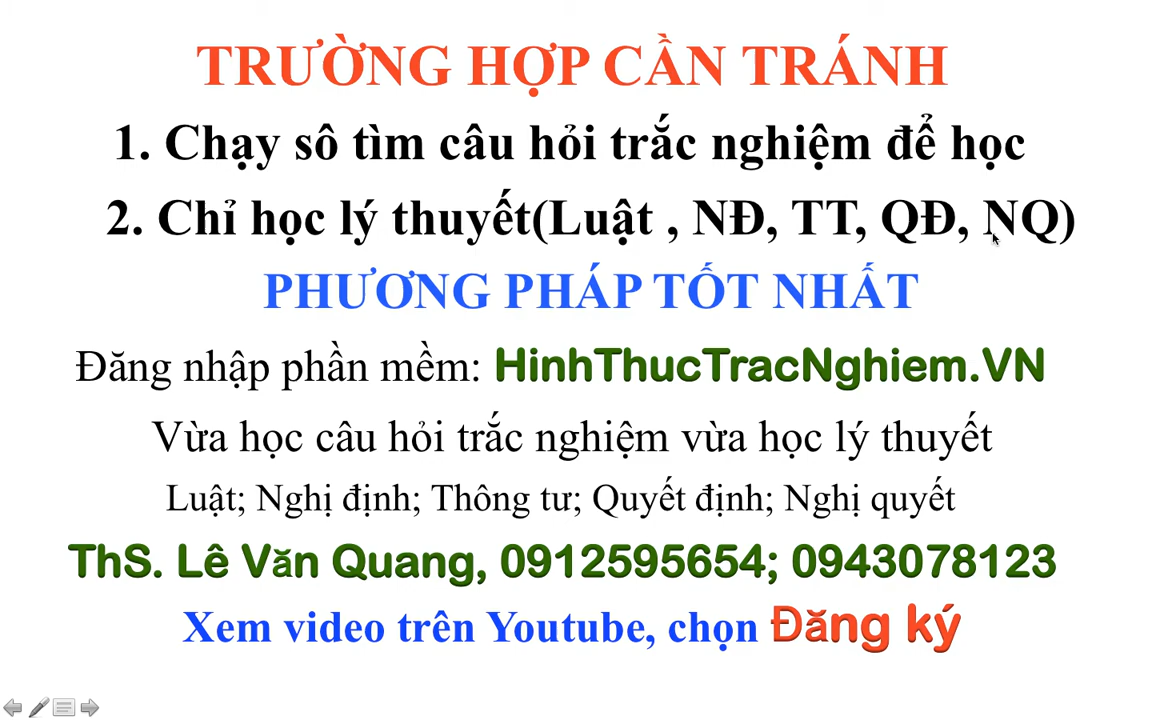 TRƯỜNG HỢP CẦN TRÁNH
1. Chạy sô tìm câu hỏi trắc nghiệm để học
2. Chỉ học lý thuyết(Luật , NĐ, TT, QĐ, NQ)
PHƯƠNG PHÁP TỐT NHẤT
Đăng nhập phần mềm: HinhThucTracNghiem.VN
Vừa học câu hỏi trắc nghiệm vừa học lý thuyết
Luật; Nghị định; Thông tư; Quyết định; Nghị quyết
ThS. Lê Văn Quang, 0912595654; 0943078123
Xem video trên Youtube, chọn Đăng ký